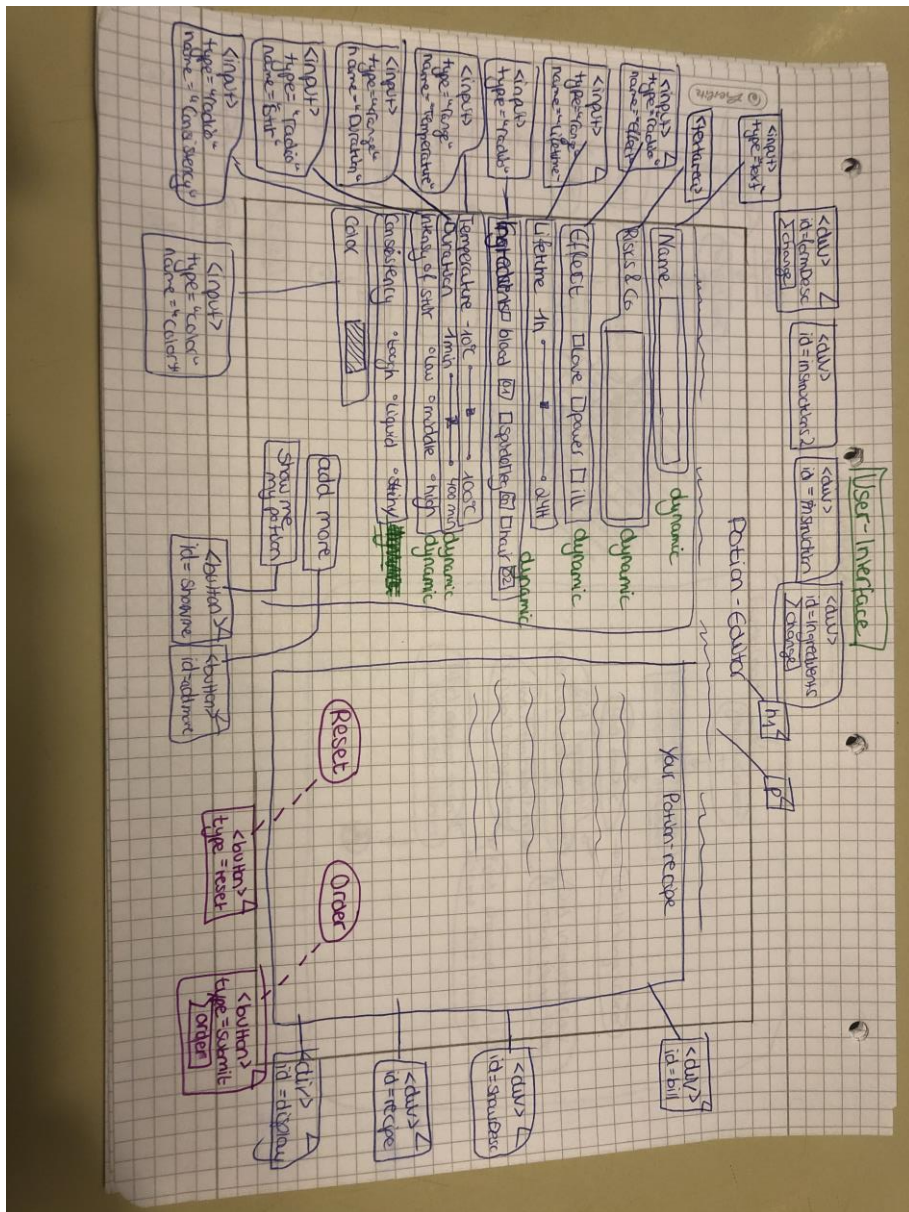 User-Interface
<div>
id=formDesc
change
<div>
id=instructions2
<div>
id=instruction
<div>
id=ingredients
change
h1
p
<input>
type="text"
<textarea>
<input>
type="radio"
name="Effect"
<input>
type="range"
name="Lifetime"
<input>
type="radio"
<input>
type="range"
name="Temperature"
<input>
type="range"
name="Duration"
<input>
type="radio"
name="Stir"
<input>
type="radio"
name="Consistency"
Potion-Editor
Name
dynamic
Risks & Co
dynamic
Effect love power ill
dynamic
Lifetime 1h 24H
dynamic
Ingredients blood spiderleg hair
Temperature -10°C 100°C
Duration 1min 400 min
dynamic
Intensity of stir low middle high
dynamic
Consistency tough liquid shiny
Color
add more
Show me
my potion
<input>
type="color"
name="color"
<button>
id=showme
<button>
id=addmore
Your Potion-recipe
Reset
Order
<button>
type=reset
<button>
type=submit
order
<div>
id=bill
<div>
id=showDesc
<div>
id=recipe
<div>
id=display